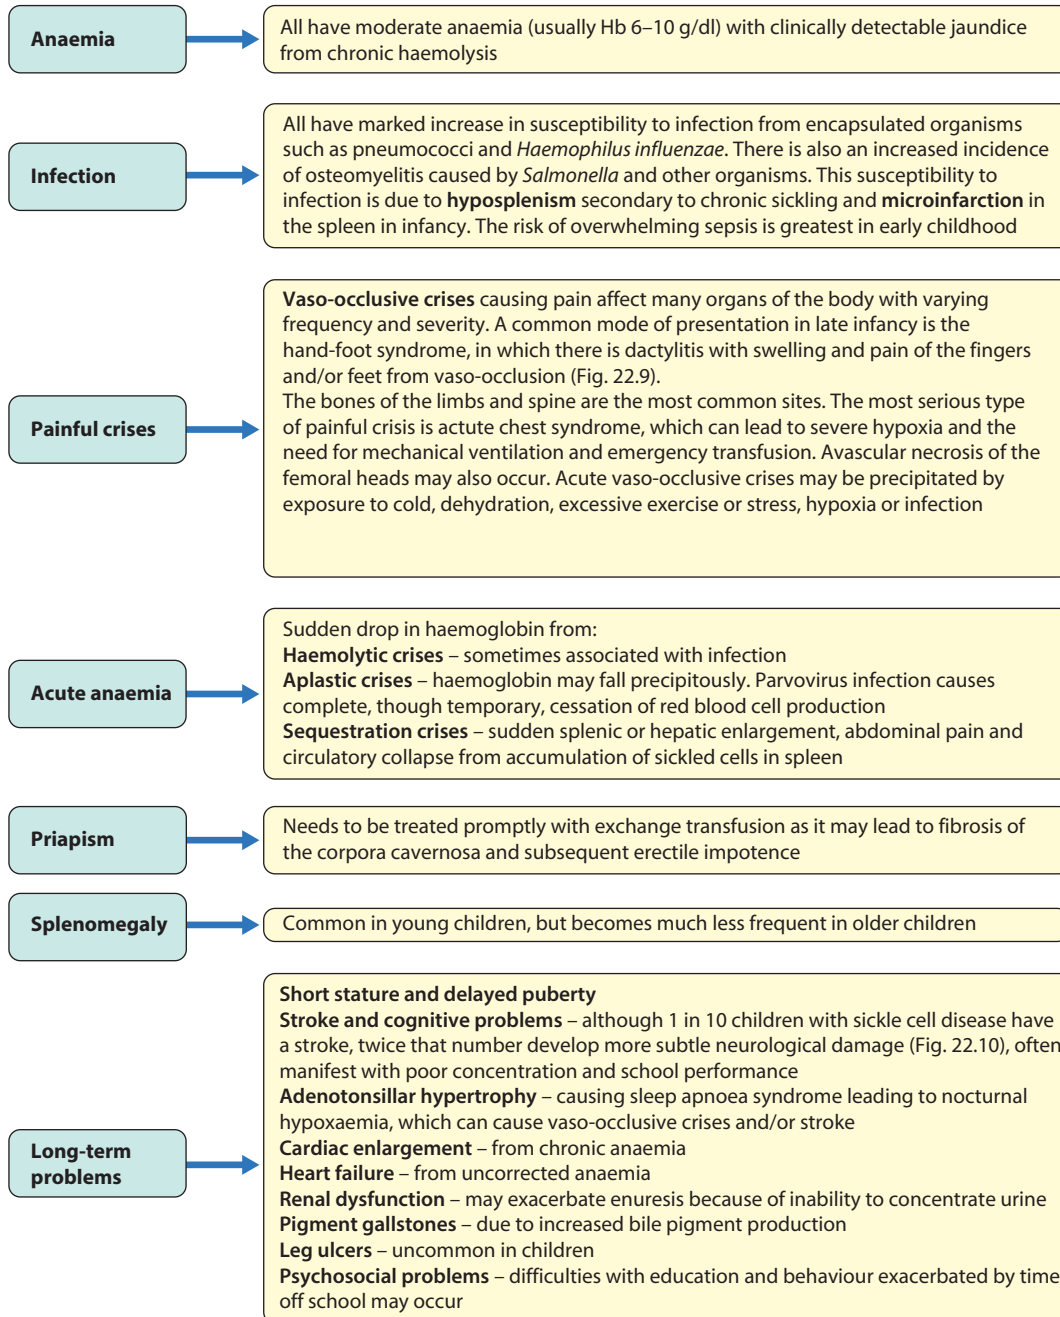 Anaemia
All have moderate anaemia (usually Hb 6–10 g/dl) with clinically detectable jaundice
from chronic haemolysis
Infection
All have marked increase in susceptibility to infection from encapsulated organisms
such as pneumococci and Haemophilus influenzae. There is also an increased incidence
of osteomyelitis caused by Salmonella and other organisms. This susceptibility to
infection is due to hyposplenism secondary to chronic sickling and microinfarction in
the spleen in infancy. The risk of overwhelming sepsis is greatest in early childhood
Painful crises
Vaso-occlusive crises causing pain affect many organs of the body with varying
frequency and severity. A common mode of presentation in late infancy is the
hand-foot syndrome, in which there is dactylitis with swelling and pain of the fingers
and/or feet from vaso-occlusion (Fig. 22.9).
The bones of the limbs and spine are the most common sites. The most serious type
of painful crisis is actute chest syndrome, which can lead to severe hypoxia and the
need for mechanical ventilation and emergency transfusion. Avascular necrosis of the
femoral heads may also occur. Acute vaso-occlusive crises may be precipitated by
exposure to cold, dehydration, excessive exercise or stress, hypoxia or infection
Acute anaemia
Sudden drop in haemoglobin from:
Haemolytic crises – sometimes associated with infection
Aplastic crises – haemoglobin may fall precipitously. Parvovirus infection causes
complete, though temporary, cessation of red blood cell production
Sequestration crises – sudden splenic or hepatic enlargement, abdominal pain and
circulatory collapse from accumulation of sickled cells in spleen
Priapism
Needs to be treated promptly with exchange transfusion as it may lead to fibrosis of
the corpora cavernosa and subsequent erectile impotence
Splenomegaly
Common in young children, but becomes much less frequent in older children
Long-term
problems
Short stature and delayed puberty
Stroke and cognitive problems – although 1 in 10 children with sickle cell disease have
a stroke, twice that number develop more subtle neurological damage (Fig. 22.10), often
manifest with poor concentration and school performance
Adenotonsillar hypertrophy – causing sleep apnoea syndrome leading to nocturnal
hypoxaemia, which can cause vaso-occlusive crises and/or stroke
Cardiac enlargement – from chronic anaemia
Heart failure – from uncorrected anaemia
Renal dysfunction – may exacerbate enuresis because of inability to concentrate urine
Pigment gallstones – due to increased bile pigment production
Leg ulcers – uncommon in children
Psychosocial problems – difficulties with education and behaviour exacerbated by time
off school may occur